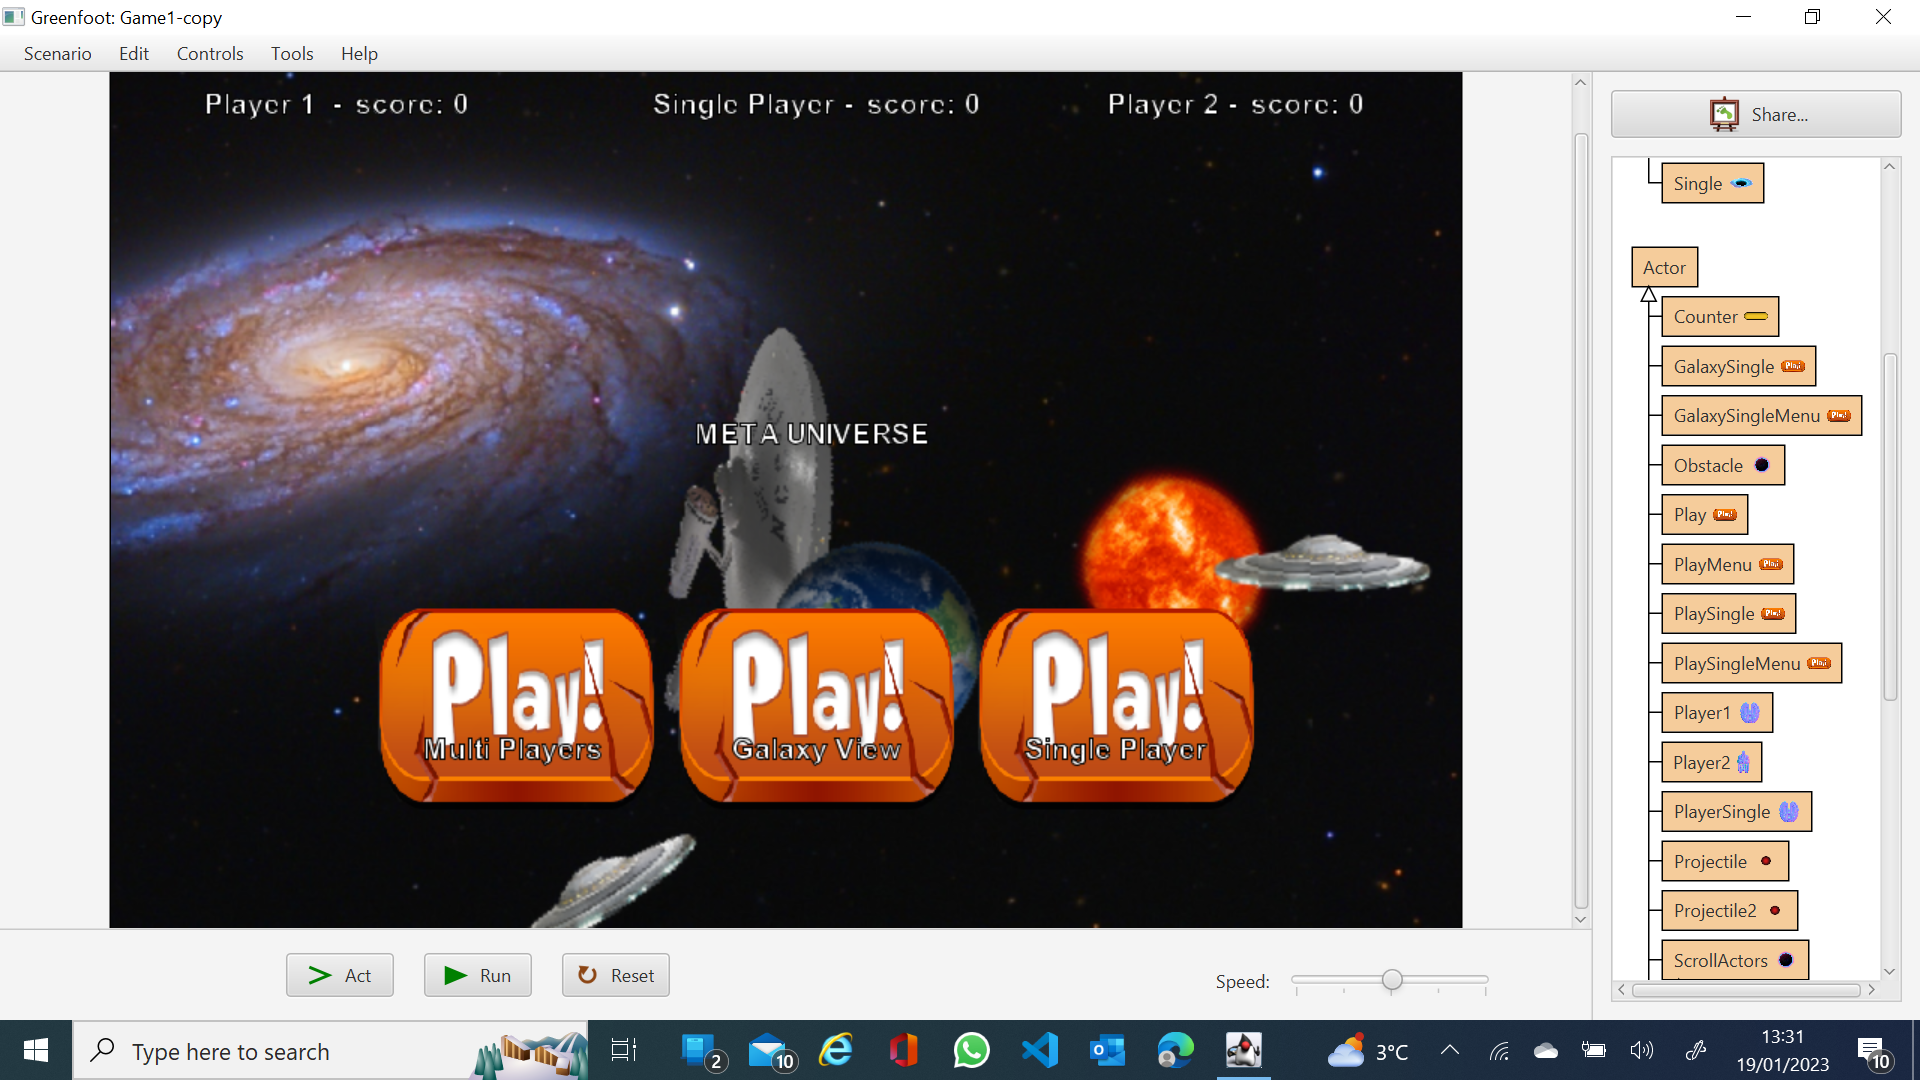 Greenfoot: Game1-copy
Scenario Edit Controls Tools Help
Player 1 - score: 0
Single Player - score: 0
Player 2 - score: 0
META UNIVERSE
Play!
Multi Players
Play!
Galaxy View
Play!
Single Player
Act
Run
Reset
Speed:
Share...
Single
Actor
Counter
GalaxySingle
GalaxySingleMenu
Obstacle
Play
PlayMenu
PlaySingle
PlaySingleMenu
Player1
Player2
PlayerSingle
Projectile
Projectile2
ScrollActors
Type here to search
2
10
3°C
13:31
19/01/2023
10